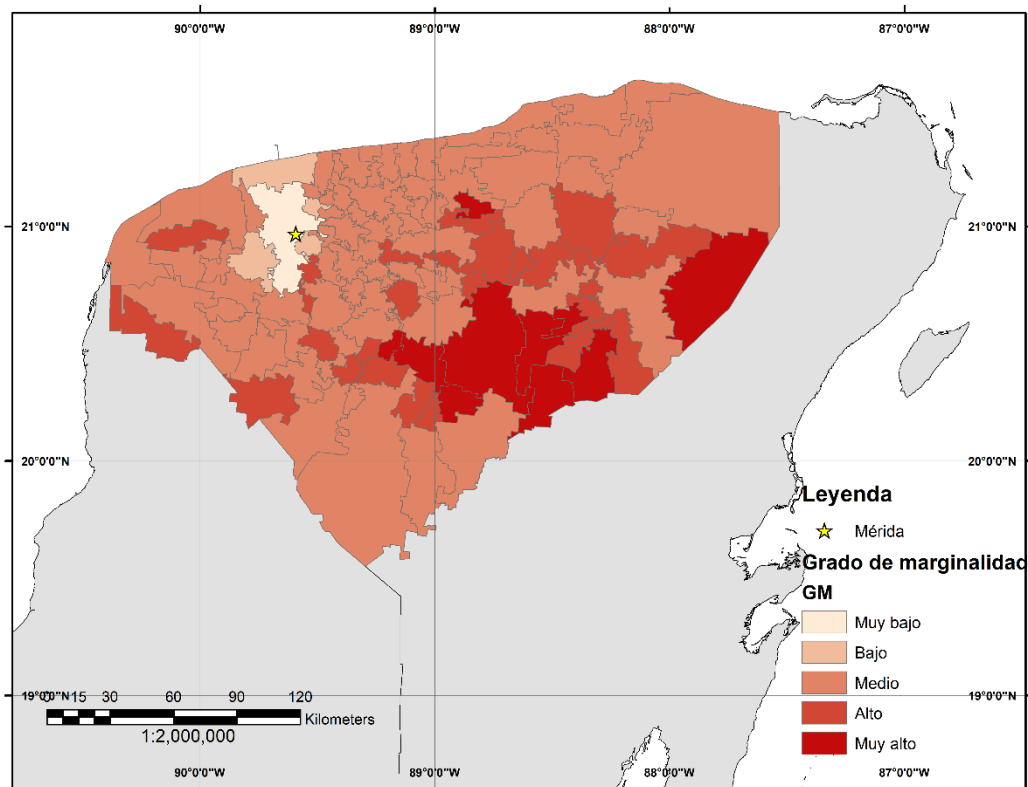 90°0'0"W 89°0'0"W 88°0'0"W 87°0'0"W
21°0'0"N 21°0'0"N
20°0'0"N 20°0'0"N
Leyenda
Mérida
Grado de marginalidad
GM
Muy bajo
Bajo
Medio
Alto
Muy alto
19°0'0"N 19°0'0"N
0 15 30 60 90 120
Kilometers
1:2,000,000
90°0'0"W 89°0'0"W 88°0'0"W 87°0'0"W